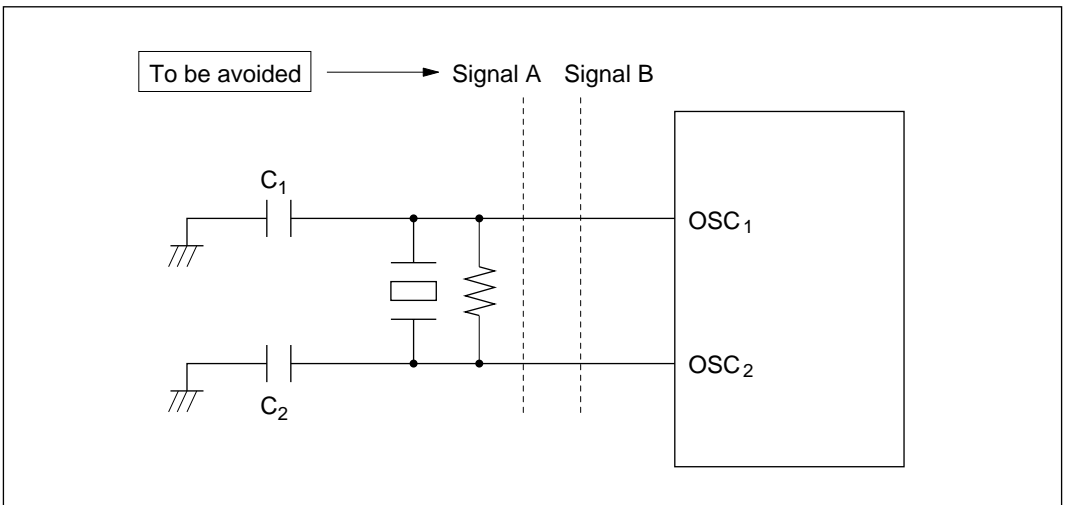 To be avoided Signal A Signal B
C1
OSC1
OSC2
C2